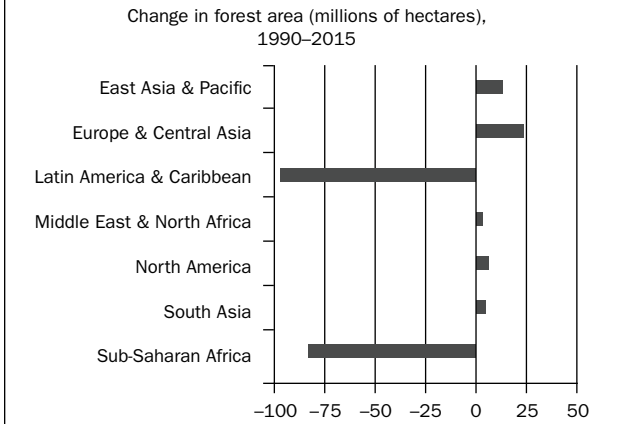 Change in forest area (millions of hectares),
1990–2015
East Asia & Pacific
Europe & Central Asia
Latin America & Caribbean
Middle East & North Africa
North America
South Asia
Sub-Saharan Africa
–100 –75 –50 –25 0 25 50